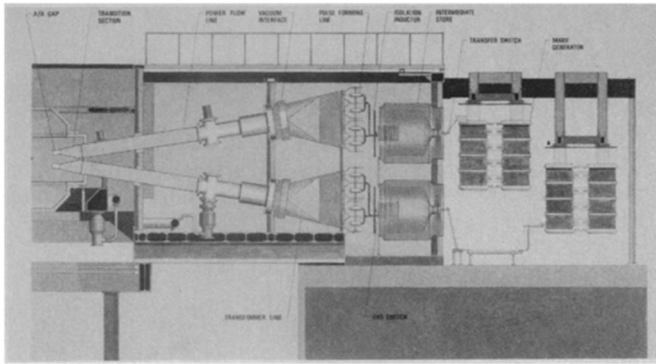 AIR GAP
TRANSITION
SECTION
POWER FLOW
LINE
VACUUM
INTERFACE
PULSE FORMING
LINE
ISOLATION
INDUCTOR
INTERMEDIATE
STORE
TRANSFER SWITCH
MARX
GENERATOR
TRANSFORMER LINE
GAS SWITCH